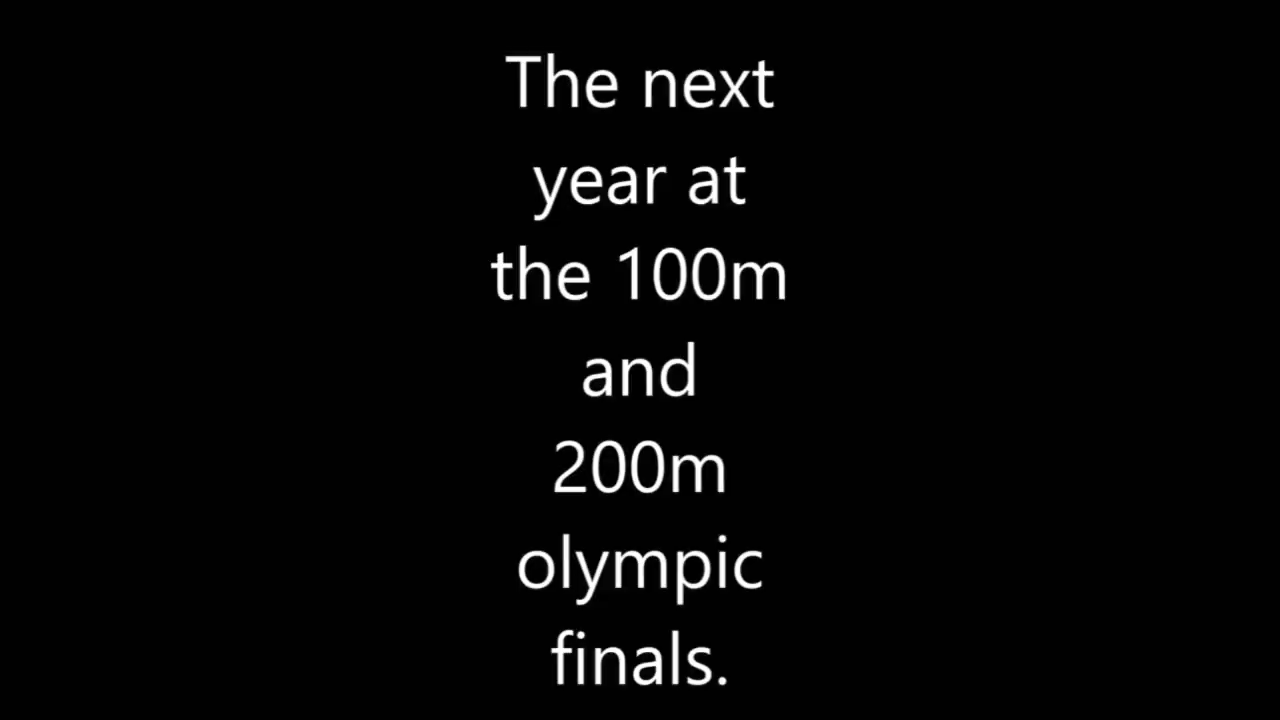 The next
year at
the 100m
and
200m
olympic
finals.